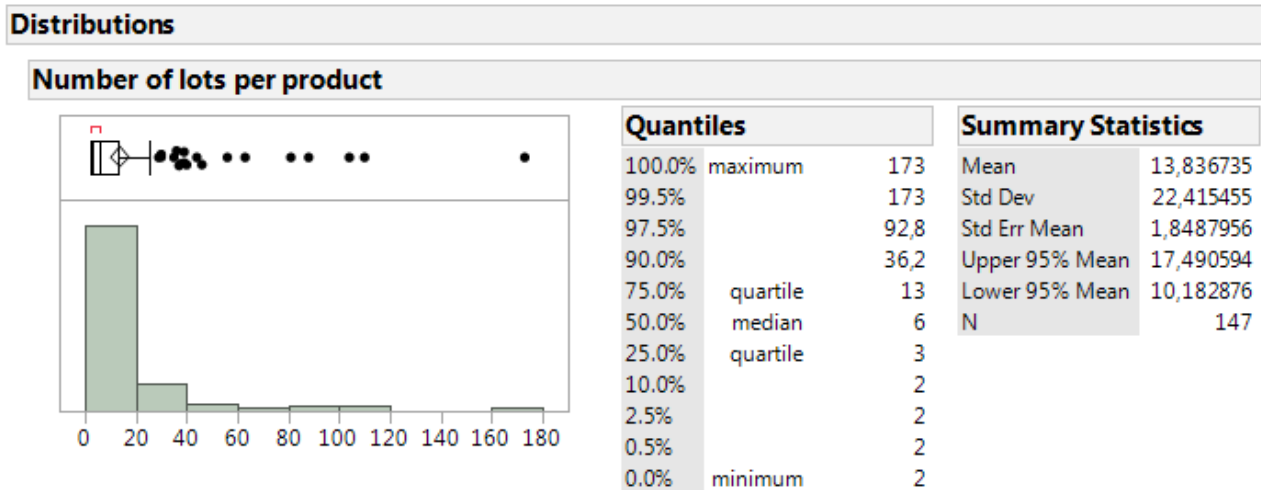 Distributions
Number of lots per product
0 20 40 60 80 100 120 140 160 180
Quantiles
100.0% maximum 173
99.5% 173
97.5% 92,8
90.0% 36,2
75.0% quartile 13
50.0% median 6
25.0% quartile 3
10.0% 2
2.5% 2
0.5% 2
0.0% minimum 2
Summary Statistics
Mean 13,836735
Std Dev 22,415455
Std Err Mean 1,8487956
Upper 95% Mean 17,490594
Lower 95% Mean 10,182876
N 147